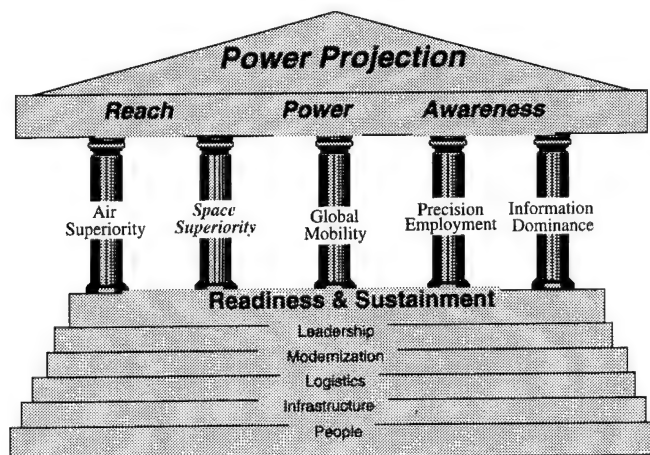 Power Projection
Reach Power Awareness
Air Superiority
Space Superiority
Global Mobility
Precision Employment
Information Dominance
Readiness & Sustainment
Leadership
Modernization
Logistics
Infrastructure
People